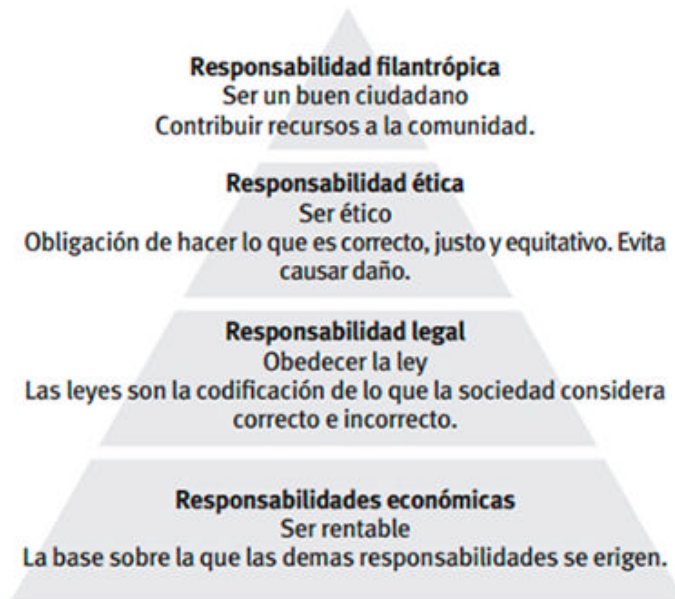 Responsabilidad filantrópica
Ser un buen ciudadano
Contribuir recursos a la comunidad.
Responsabilidad ética
Ser ético
Obligación de hacer lo que es correcto, justo y equitativo. Evita
causar daño.
Responsabilidad legal
Obedecer la ley
Las leyes son la codificación de lo que la sociedad considera
correcto e incorrecto.
Responsabilidades económicas
Ser rentable
La base sobre la que las demas responsabilidades se erigen.